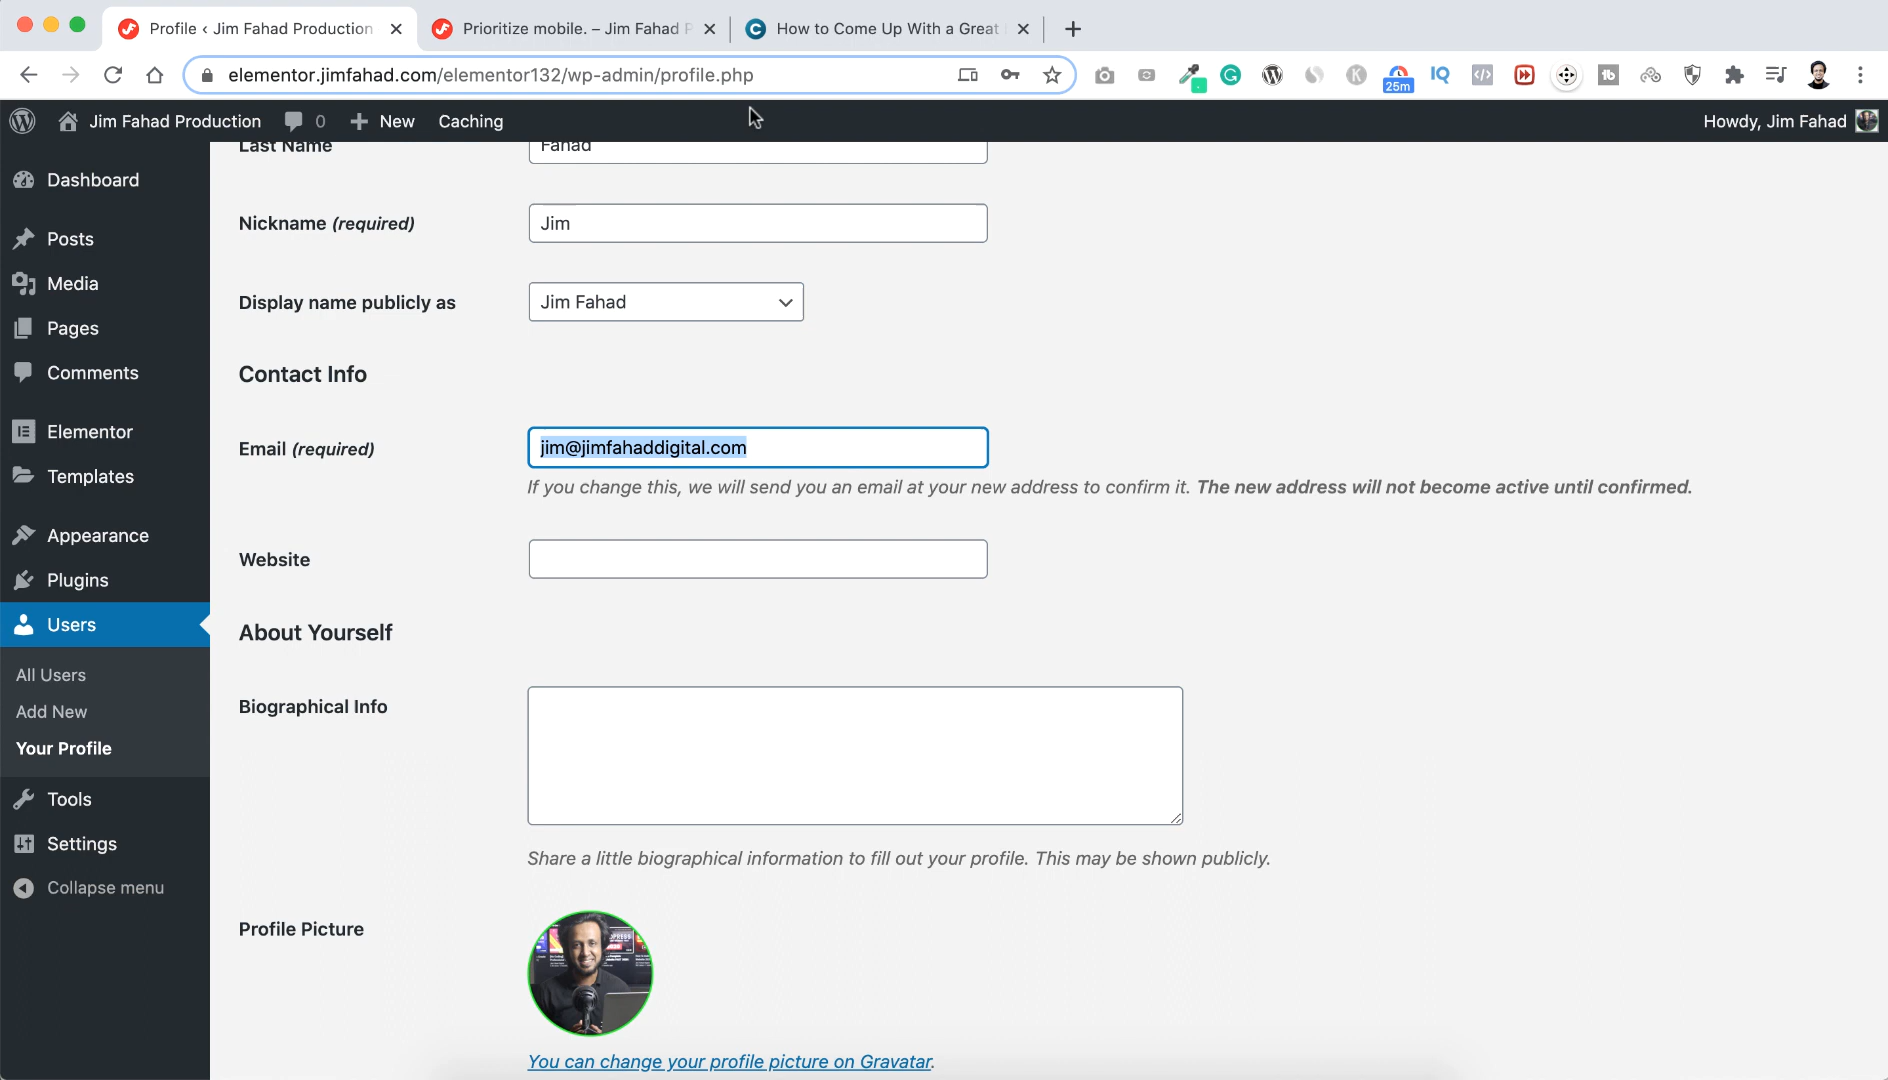 Profile ‹ Jim Fahad Production
Prioritize mobile. – Jim Fahad P
How to Come Up With a Great
elementor.jimfahad.com/elementor132/wp-admin/profile.php
25m
Jim Fahad Production
0
New
Caching
Howdy, Jim Fahad
Last Name
Fahad
Dashboard
Posts
Media
Pages
Comments
Elementor
Templates
Appearance
Plugins
Users
All Users
Add New
Your Profile
Tools
Settings
Collapse menu
Nickname (required)
Jim
Display name publicly as
Jim Fahad
Contact Info
Email (required)
jim@jimfahaddigital.com
If you change this, we will send you an email at your new address to confirm it. The new address will not become active until confirmed.
Website
About Yourself
Biographical Info
Share a little biographical information to fill out your profile. This may be shown publicly.
Profile Picture
You can change your profile picture on Gravatar.